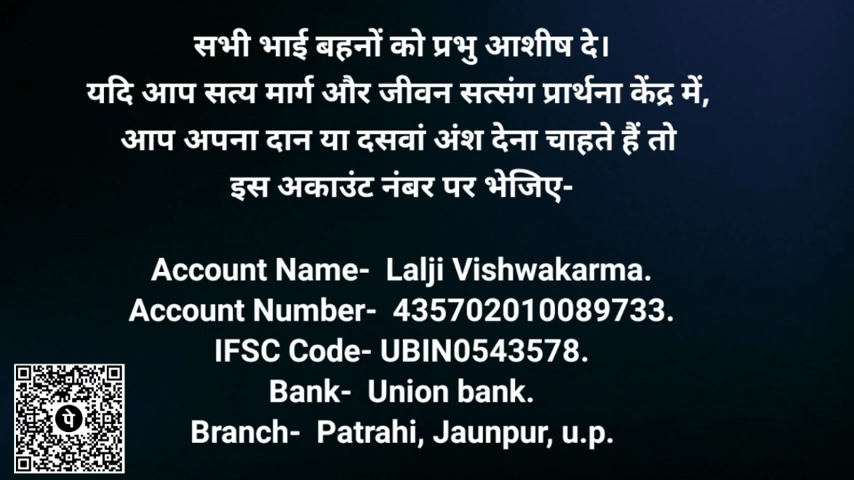 सभी भाई बहनों को प्रभु आशीष दे।
यदि आप सत्य मार्ग और जीवन सत्संग प्रार्थना केंद्र में,
आप अपना दान या दसवां अंश देना चाहते हैं तो
इस अकाउंट नंबर पर भेजिए-
Account Name-  Lalji Vishwakarma.
Account Number-  435702010089733.
IFSC Code- UBIN0543578.
Bank-  Union bank.
Branch-  Patrahi, Jaunpur, u.p.
पे